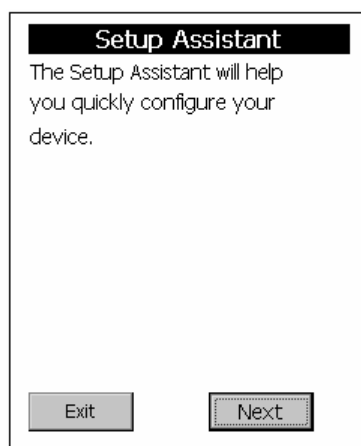 Setup Assistant
The Setup Assistant will help
you quickly configure your
device.
Exit Next